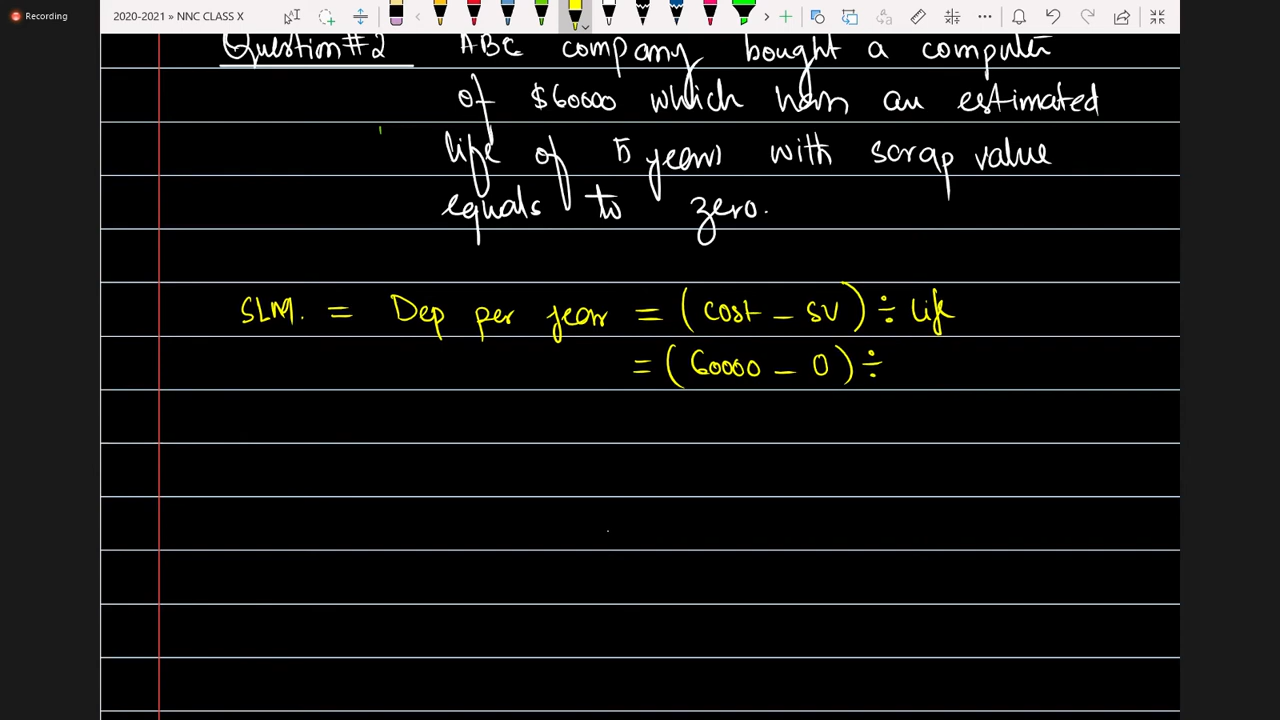 Recording
2020-2021 » NNC CLASS X
Question#2 ABC company bought a computer
of $60000 which has an estimated
life of 5 years with scrap value
equals to zero.
SLM. = Dep per year = (cost - SV) ÷ life
= (60000 - 0) ÷